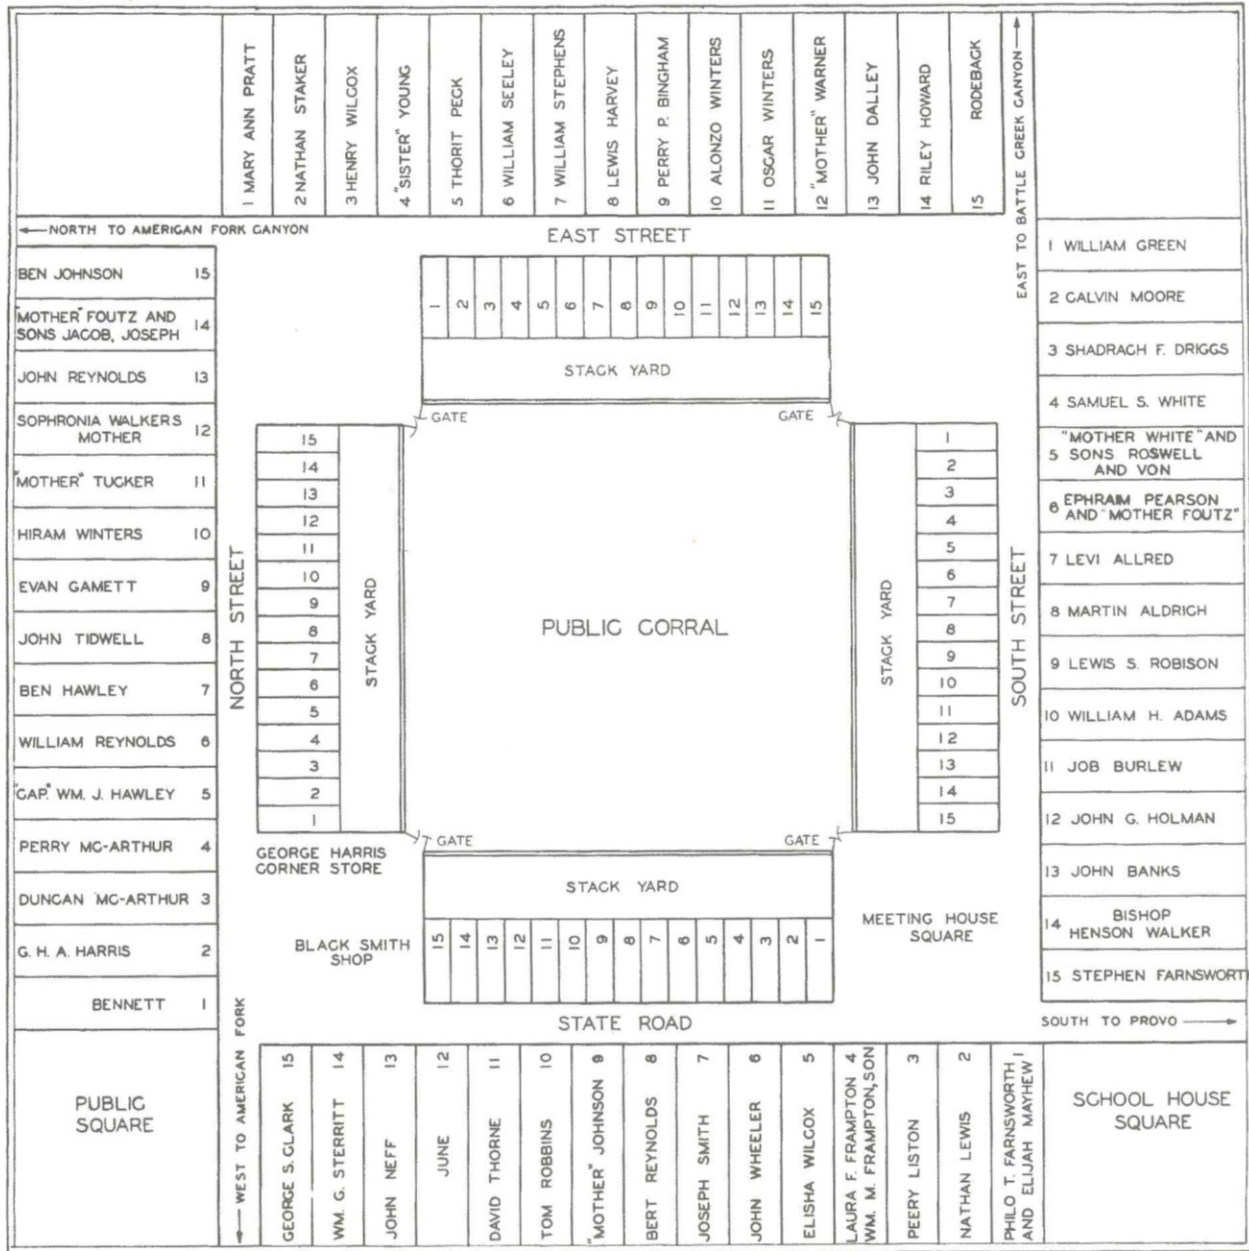 1 MARY ANN PRATT
2 NATHAN STAKER
3 HENRY WILCOX
4 "SISTER" YOUNG
5 THORIT PECK
6 WILLIAM SEELEY
7 WILLIAM STEPHENS
8 LEWIS HARVEY
9 PERRY P. BINGHAM
10 ALONZO WINTERS
11 OSCAR WINTERS
12 "MOTHER" WARNER
13 JOHN DALLEY
14 RILEY HOWARD
15 RODEBACK
EAST TO BATTLE CREEK CANYON
NORTH TO AMERICAN FORK CANYON
EAST STREET
BEN JOHNSON 15
"MOTHER" FOUTZ AND
SONS JACOB, JOSEPH 14
JOHN REYNOLDS 13
SOPHRONIA WALKERS
MOTHER 12
"MOTHER" TUCKER 11
HIRAM WINTERS 10
EVAN GAMETT 9
JOHN TIDWELL 8
BEN HAWLEY 7
WILLIAM REYNOLDS 6
"CAP." WM. J. HAWLEY 5
PERRY MC-ARTHUR 4
DUNCAN MC-ARTHUR 3
G. H. A. HARRIS 2
BENNETT 1
NORTH STREET
1 2 3 4 5 6 7 8 9 10 11 12 13 14 15
STACK YARD
GATE
GATE
15
14
13
12
11
10
9
8
7
6
5
4
3
2
1
STACK YARD
PUBLIC CORRAL
STACK YARD
1
2
3
4
5
6
7
8
9
10
11
12
13
14
15
SOUTH STREET
1 WILLIAM GREEN
2 CALVIN MOORE
3 SHADRACH F. DRIGGS
4 SAMUEL S. WHITE
"MOTHER WHITE" AND
5 SONS ROSWELL
AND VON
6 EPHRAIM PEARSON
AND "MOTHER FOUTZ"
7 LEVI ALLRED
8 MARTIN ALDRICH
9 LEWIS S. ROBISON
10 WILLIAM H. ADAMS
11 JOB BURLEW
12 JOHN G. HOLMAN
13 JOHN BANKS
14 BISHOP
HENSON WALKER
15 STEPHEN FARNSWORT
GATE
GATE
GEORGE HARRIS
CORNER STORE
STACK YARD
BLACK SMITH
SHOP
15 14 13 12 11 10 9 8 7 6 5 4 3 2 1
MEETING HOUSE
SQUARE
STATE ROAD
SOUTH TO PROVO
WEST TO AMERICAN FORK
PUBLIC
SQUARE
GEORGE S. CLARK 15
WM. G. STERRITT 14
JOHN NEFF 13
JUNE 12
DAVID THORNE 11
TOM ROBBINS 10
"MOTHER" JOHNSON 9
BERT REYNOLDS 8
JOSEPH SMITH 7
JOHN WHEELER 6
ELISHA WILCOX 5
LAURA F. FRAMPTON 4
WM. M. FRAMPTON, SON
PEERY LISTON 3
NATHAN LEWIS 2
PHILO T. FARNSWORTH 1
AND ELIJAH MAYHEW
SCHOOL HOUSE
SQUARE